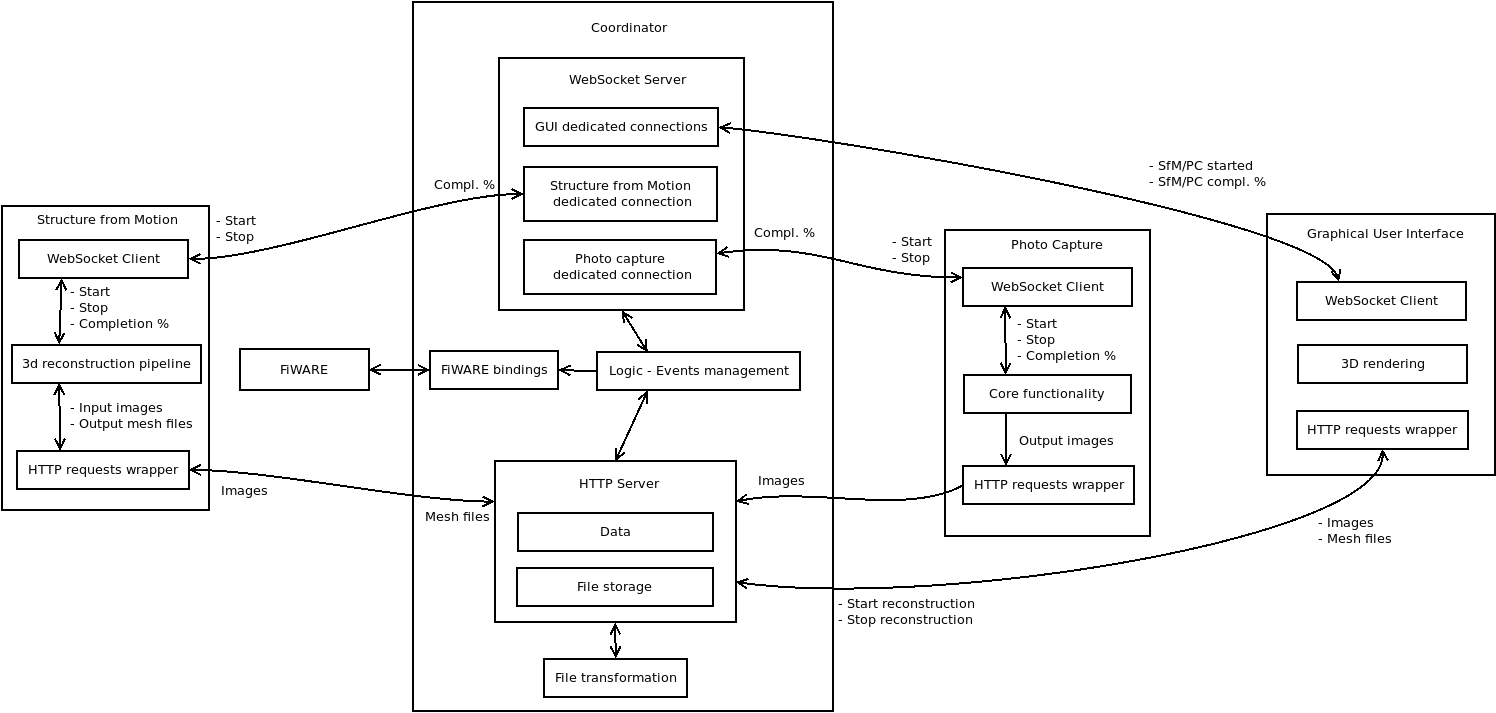 Coordinator
WebSocket Server
GUI dedicated connections
Structure from Motion
dedicated connection
Photo capture
dedicated connection
Compl. %
Compl. %
- SfM/PC started
- SfM/PC compl. %
Structure from Motion
- Start
- Stop
WebSocket Client
- Start
- Stop
- Completion %
3d reconstruction pipeline
- Input images
- Output mesh files
HTTP requests wrapper
Images
Mesh files
FiWARE
FiWARE bindings
Logic - Events management
HTTP Server
Data
File storage
File transformation
- Start
- Stop
Photo Capture
WebSocket Client
- Start
- Stop
- Completion %
Core functionality
Output images
HTTP requests wrapper
Images
Graphical User Interface
WebSocket Client
3D rendering
HTTP requests wrapper
- Images
- Mesh files
- Start reconstruction
- Stop reconstruction